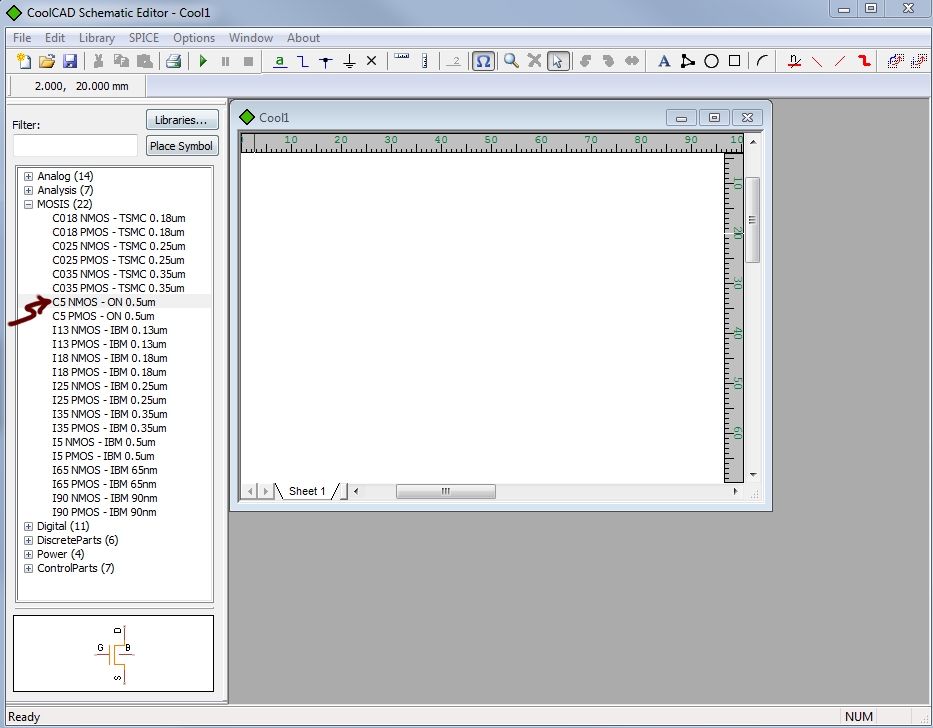 CoolCAD Schematic Editor - Cool1
File Edit Library SPICE Options Window About
a A
2.000, 20.000 mm
Filter:
Libraries...
Place Symbol
Analog (14)
Analysis (7)
MOSIS (22)
C018 NMOS - TSMC 0.18um
C018 PMOS - TSMC 0.18um
C025 NMOS - TSMC 0.25um
C025 PMOS - TSMC 0.25um
C035 NMOS - TSMC 0.35um
C035 PMOS - TSMC 0.35um
C5 NMOS - ON 0.5um
C5 PMOS - ON 0.5um
I13 NMOS - IBM 0.13um
I13 PMOS - IBM 0.13um
I18 NMOS - IBM 0.18um
I18 PMOS - IBM 0.18um
I25 NMOS - IBM 0.25um
I25 PMOS - IBM 0.25um
I35 NMOS - IBM 0.35um
I35 PMOS - IBM 0.35um
I5 NMOS - IBM 0.5um
I5 PMOS - IBM 0.5um
I65 NMOS - IBM 65nm
I65 PMOS - IBM 65nm
I90 NMOS - IBM 90nm
I90 PMOS - IBM 90nm
Digital (11)
DiscreteParts (6)
Power (4)
ControlParts (7)
D
G B
S
Cool1
10 20 30 40 50 60 70 80 90 100
10
20
30
40
50
60
Sheet 1
Ready NUM